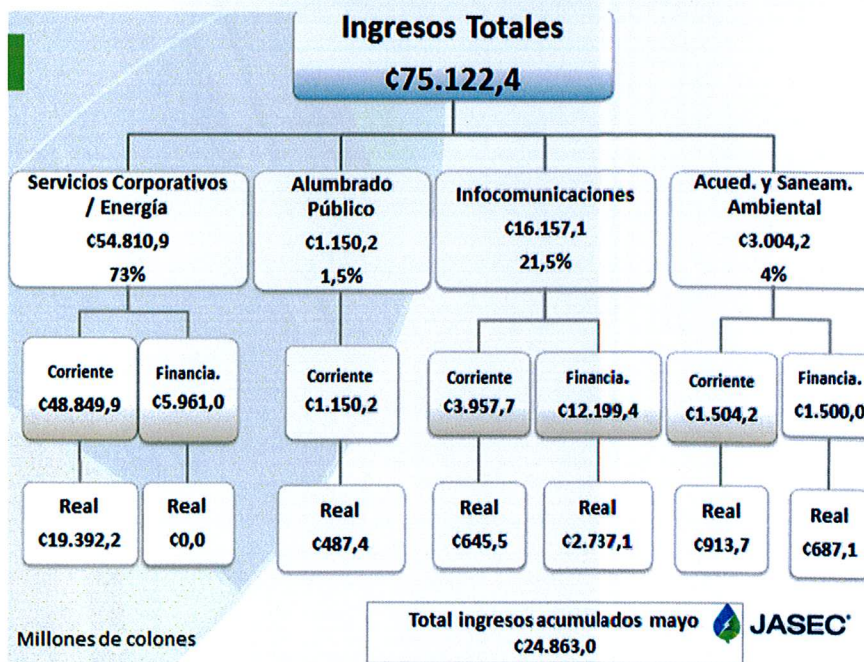 Ingresos Totales
₡75.122,4
Servicios Corporativos
/ Energía
₡54.810,9
73%
Alumbrado
Público
₡1.150,2
1,5%
Infocomunicaciones
₡16.157,1
21,5%
Acued. y Saneam.
Ambiental
₡3.004,2
4%
Corriente
₡48.849,9
Financia.
₡5.961,0
Corriente
₡1.150,2
Corriente
₡3.957,7
Financia.
₡12.199,4
Corriente
₡1.504,2
Financia.
₡1.500,0
Real
₡19.392,2
Real
₡0,0
Real
₡487,4
Real
₡645,5
Real
₡2.737,1
Real
₡913,7
Real
₡687,1
Millones de colones
Total ingresos acumulados mayo
₡24.863,0
JASEC